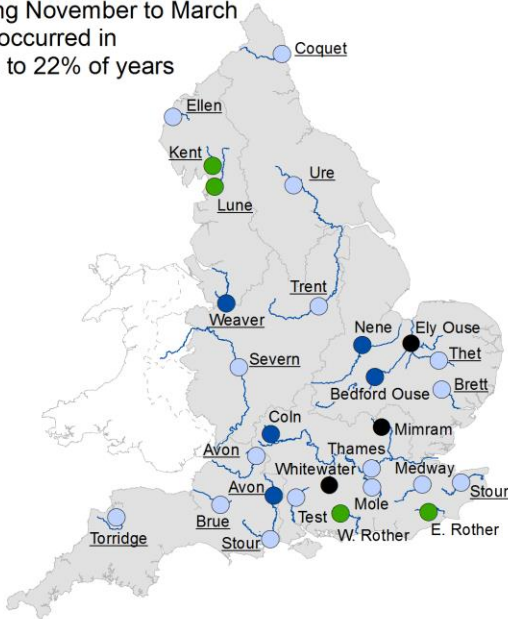 ng November to March
occurred in
to 22% of years
Coquet
Ellen
Kent
Ure
Lune
Trent
Weaver
Nene
Ely Ouse
Thet
Severn
Brett
Bedford Ouse
Coln
Mimram
Avon
Thames
Whitewater
Medway
Avon
Stour
Mole
Brue
Test
Torridge
Stour
W. Rother
E. Rother